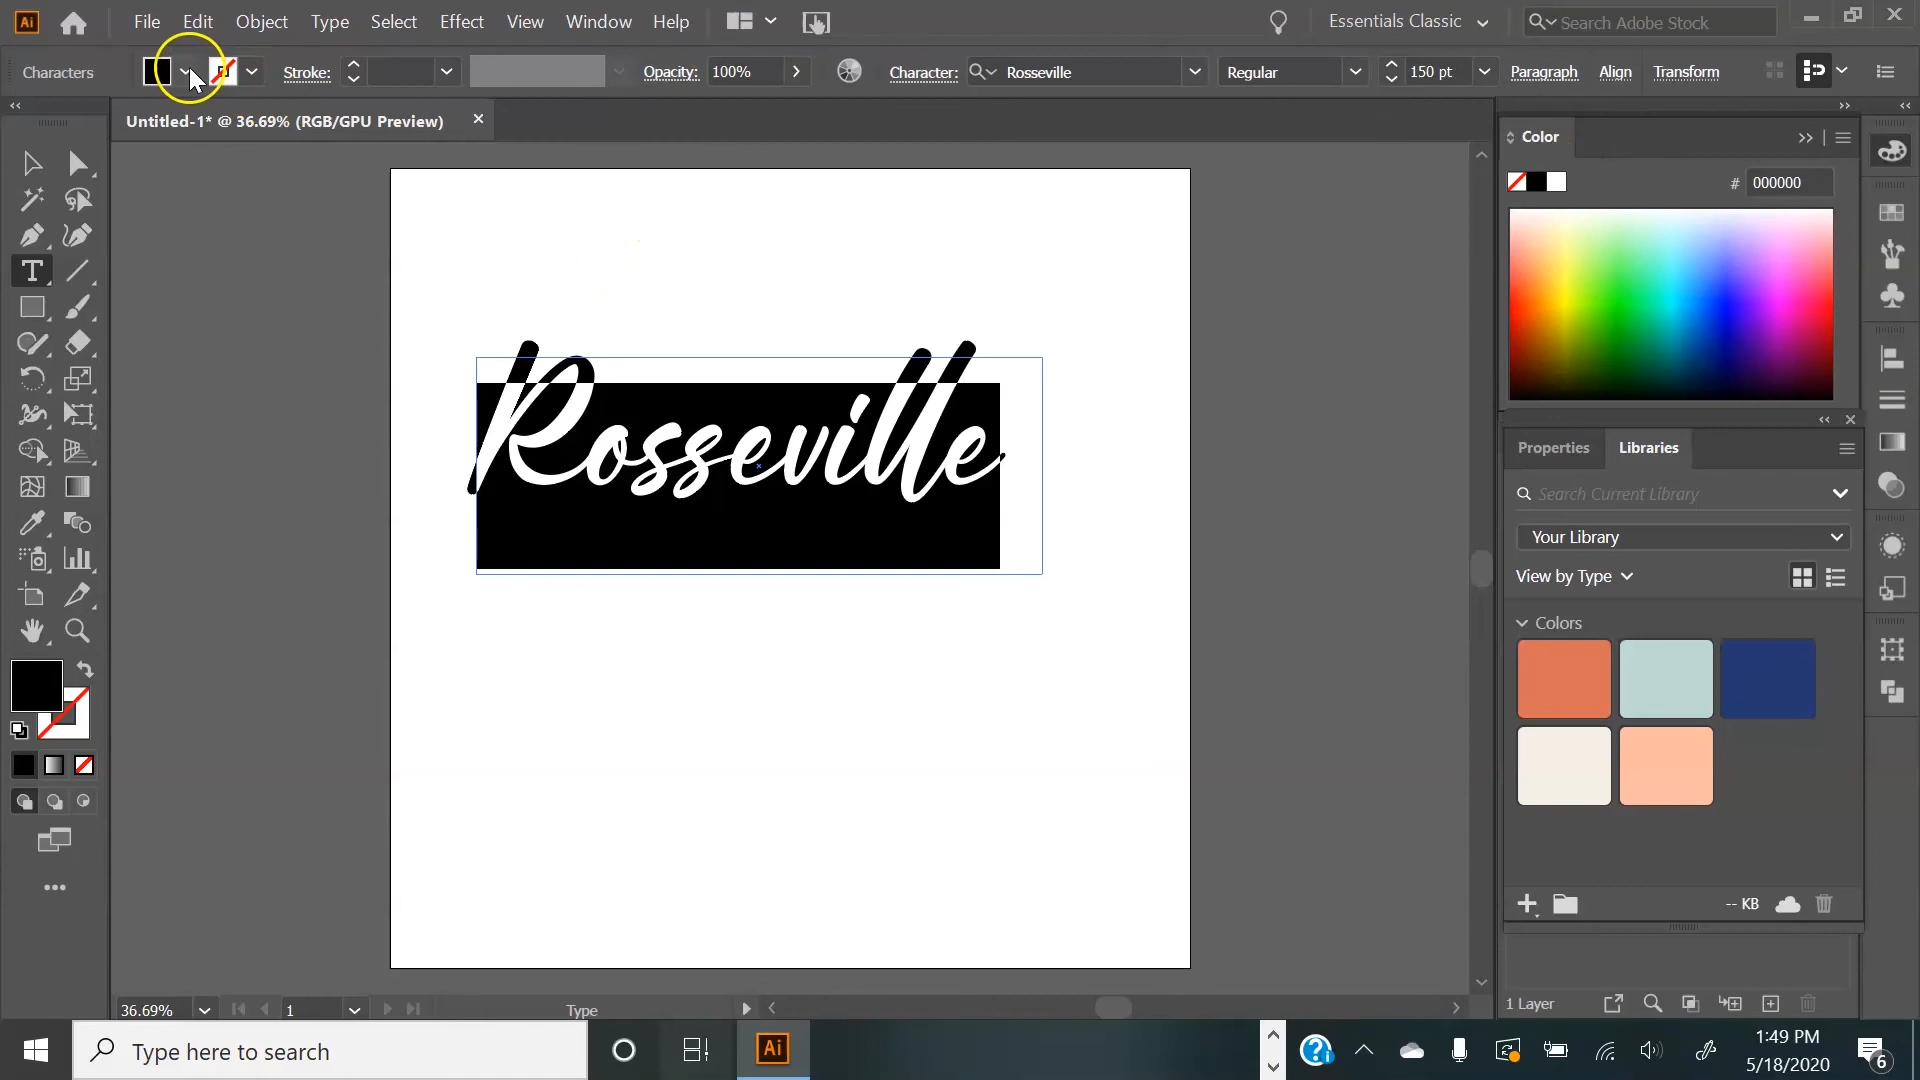 Ai File Edit Object Type Select Effect View Window Help Essentials Classic Search Adobe Stock
Characters Stroke: Opacity: 100% Character: Rosseville Regular 150 pt Paragraph Align Transform
Untitled-1* @ 36.69% (RGB/GPU Preview)
Color
# 000000
Rosseville
Properties Libraries
Search Current Library
Your Library
View by Type
Colors
-- KB
36.69% 1 Type 1 Layer
Type here to search Ai 1:49 PM
5/18/2020 6